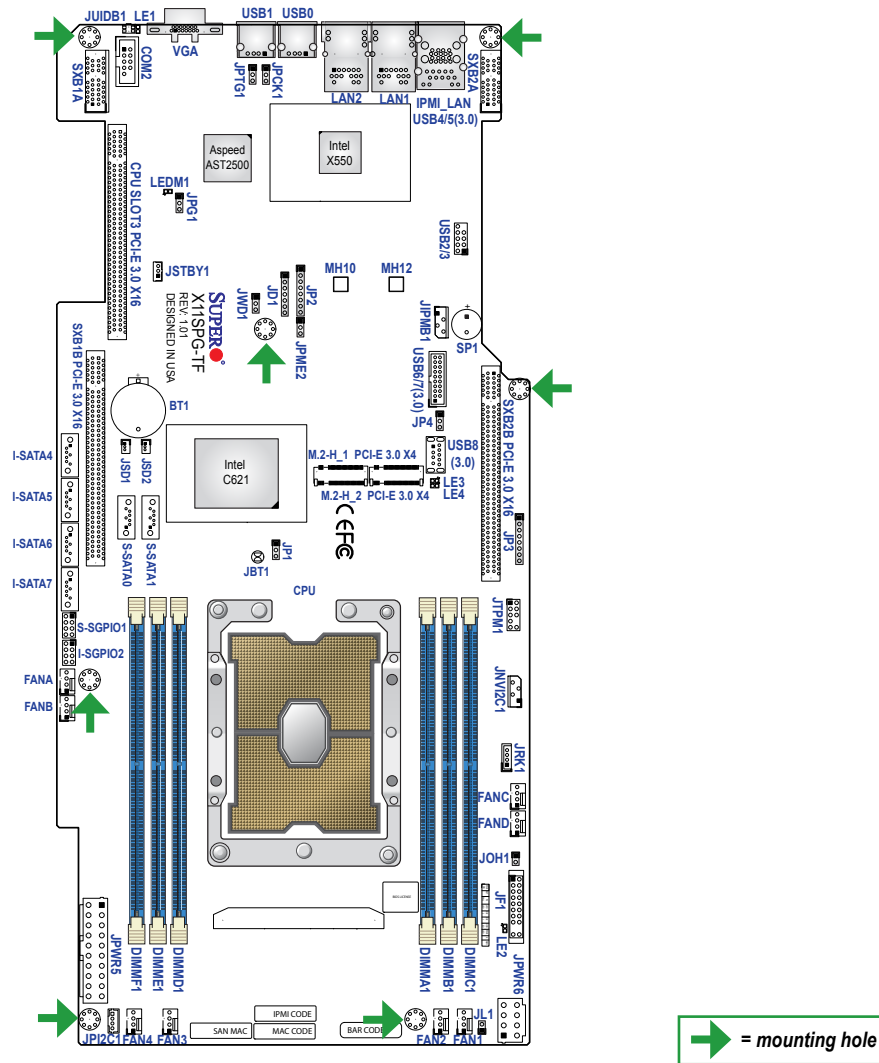 JUIDB1 LE1
VGA
USB1 USB0
COM2
SXB1A
JPTG1
JPCK1
LAN2 LAN1
IPMI_LAN
USB4/5(3.0)
SXB2A
Aspeed
AST2500
Intel
X550
CPU SLOT3 PCI-E 3.0 X16
LEDM1
JPG1
USB2/3
JSTBY1
MH10 MH12
JWD1
JD1
JP2
JPME2
SUPER
X11SPG-TF
REV: 1.01
DESIGNED IN USA
JIPMB1
+
SP1
SXB1B PCI-E 3.0 X16
USB6/7(3.0)
JP4
+
BT1
SXB2B PCI-E 3.0 X16
I-SATA4
JSD1
JSD2
Intel
C621
M.2-H_1 PCI-E 3.0 X4
M.2-H_2 PCI-E 3.0 X4
USB8
(3.0)
LE3
LE4
I-SATA5
I-SATA6
I-SATA7
S-SATA0
S-SATA1
CE FC
JP1
JBT1
JP3
CPU
JTPM1
S-SGPIO1
I-SGPIO2
FANA
FANB
JNVI2C1
JRK1
FANC
FAND
JOH1
BIOS LICENSE
JF1
LE2
JPWR5
DIMMF1
DIMME1
DIMMD1
DIMMA1
DIMMB1
DIMMC1
JPWR6
JPI2C1 FAN4 FAN3
IPMI CODE
SAN MAC MAC CODE BAR CODE
FAN2 FAN1
JL1
= mounting hole